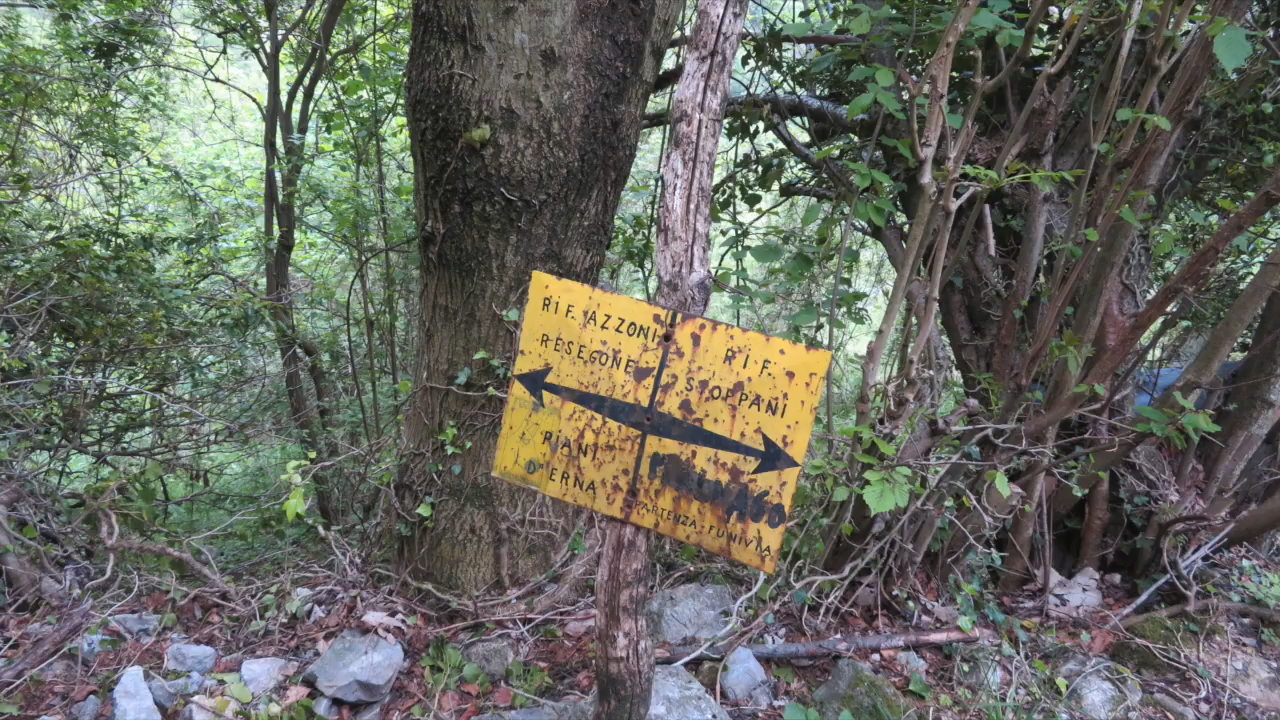 RIF. AZZONI
RESEGONE
PIANI
D'ERNA
RIF.
STOPPANI
PARTENZA. FUNIVIA